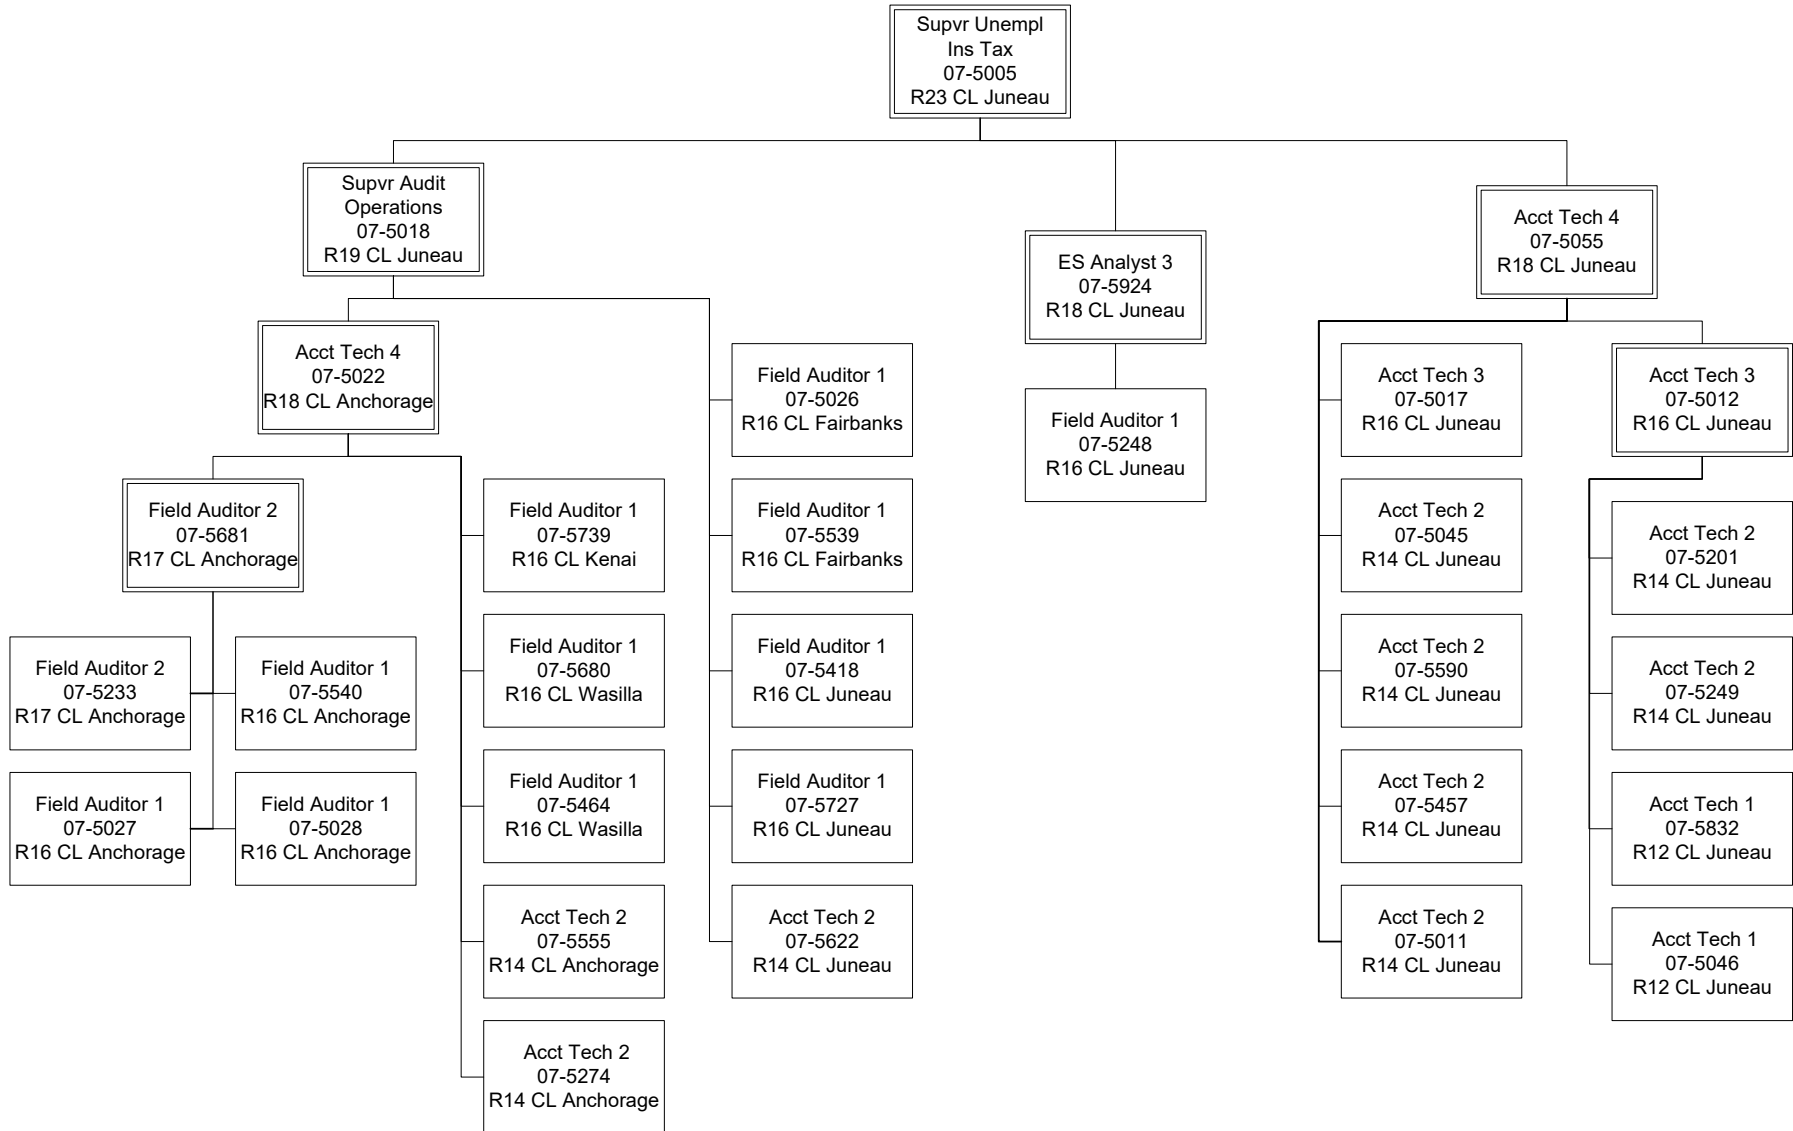 Supvr Unempl
Ins Tax
07-5005
R23 CL Juneau
Supvr Audit
Operations
07-5018
R19 CL Juneau
Acct Tech 4
07-5022
R18 CL Anchorage
Field Auditor 2
07-5681
R17 CL Anchorage
Field Auditor 2
07-5233
R17 CL Anchorage
Field Auditor 1
07-5540
R16 CL Anchorage
Field Auditor 1
07-5027
R16 CL Anchorage
Field Auditor 1
07-5028
R16 CL Anchorage
Field Auditor 1
07-5739
R16 CL Kenai
Field Auditor 1
07-5680
R16 CL Wasilla
Field Auditor 1
07-5464
R16 CL Wasilla
Acct Tech 2
07-5555
R14 CL Anchorage
Acct Tech 2
07-5274
R14 CL Anchorage
Field Auditor 1
07-5026
R16 CL Fairbanks
Field Auditor 1
07-5539
R16 CL Fairbanks
Field Auditor 1
07-5418
R16 CL Juneau
Field Auditor 1
07-5727
R16 CL Juneau
Acct Tech 2
07-5622
R14 CL Juneau
ES Analyst 3
07-5924
R18 CL Juneau
Field Auditor 1
07-5248
R16 CL Juneau
Acct Tech 4
07-5055
R18 CL Juneau
Acct Tech 3
07-5017
R16 CL Juneau
Acct Tech 2
07-5045
R14 CL Juneau
Acct Tech 2
07-5590
R14 CL Juneau
Acct Tech 2
07-5457
R14 CL Juneau
Acct Tech 2
07-5011
R14 CL Juneau
Acct Tech 3
07-5012
R16 CL Juneau
Acct Tech 2
07-5201
R14 CL Juneau
Acct Tech 2
07-5249
R14 CL Juneau
Acct Tech 1
07-5832
R12 CL Juneau
Acct Tech 1
07-5046
R12 CL Juneau